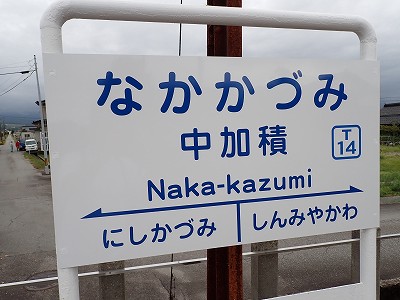 なかかづみ
中加積
T
14
Naka-kazumi
にしかづみ
しんみやかわ